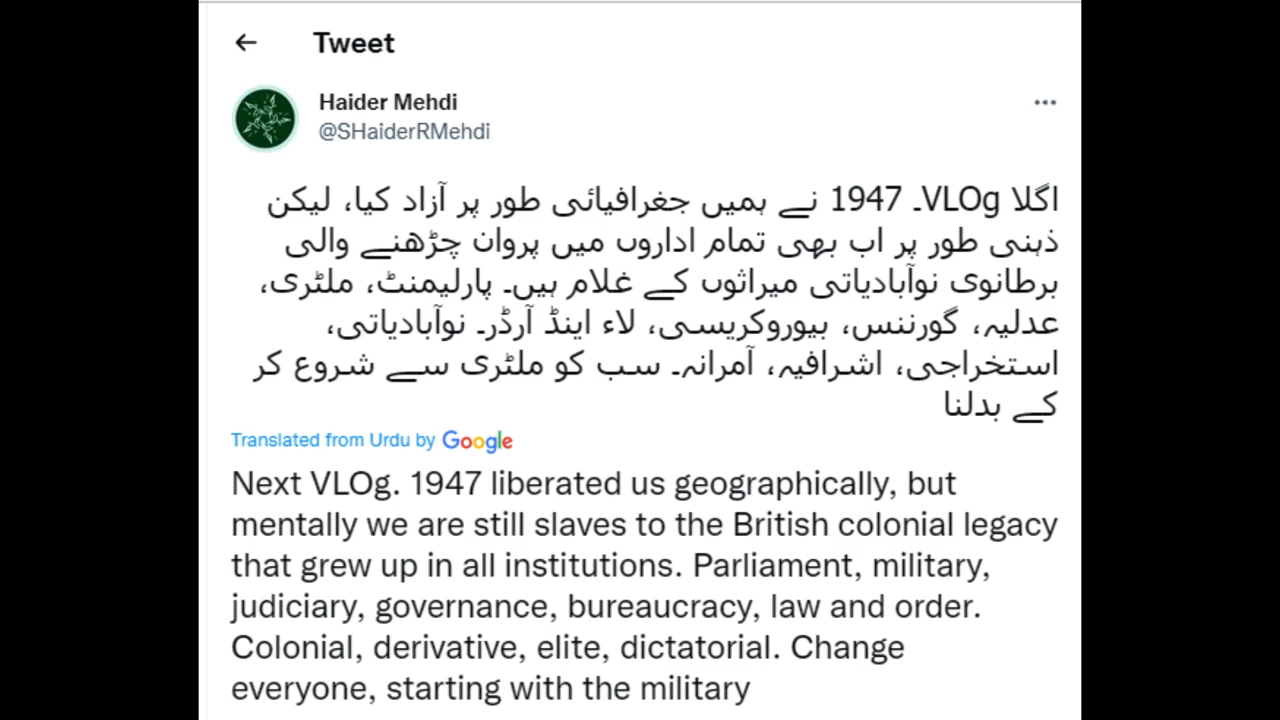 Tweet
Haider Mehdi
@SHaiderRMehdi
اگلا VLOg۔ 1947 نے ہمیں جغرافیائی طور پر آزاد کیا، لیکن
ذہنی طور پر اب بھی تمام اداروں میں پروان چڑھنے والی
برطانوی نوآبادیاتی میراثوں کے غلام ہیں۔ پارلیمنٹ، ملٹری،
عدلیہ، گورننس، بیوروکریسی، لاء اینڈ آرڈر۔ نوآبادیاتی،
استخراجی، اشرافیہ، آمرانہ۔ سب کو ملٹری سے شروع کر
کے بدلنا
Translated from Urdu by Google
Next VLOg. 1947 liberated us geographically, but
mentally we are still slaves to the British colonial legacy
that grew up in all institutions. Parliament, military,
judiciary, governance, bureaucracy, law and order.
Colonial, derivative, elite, dictatorial. Change
everyone, starting with the military